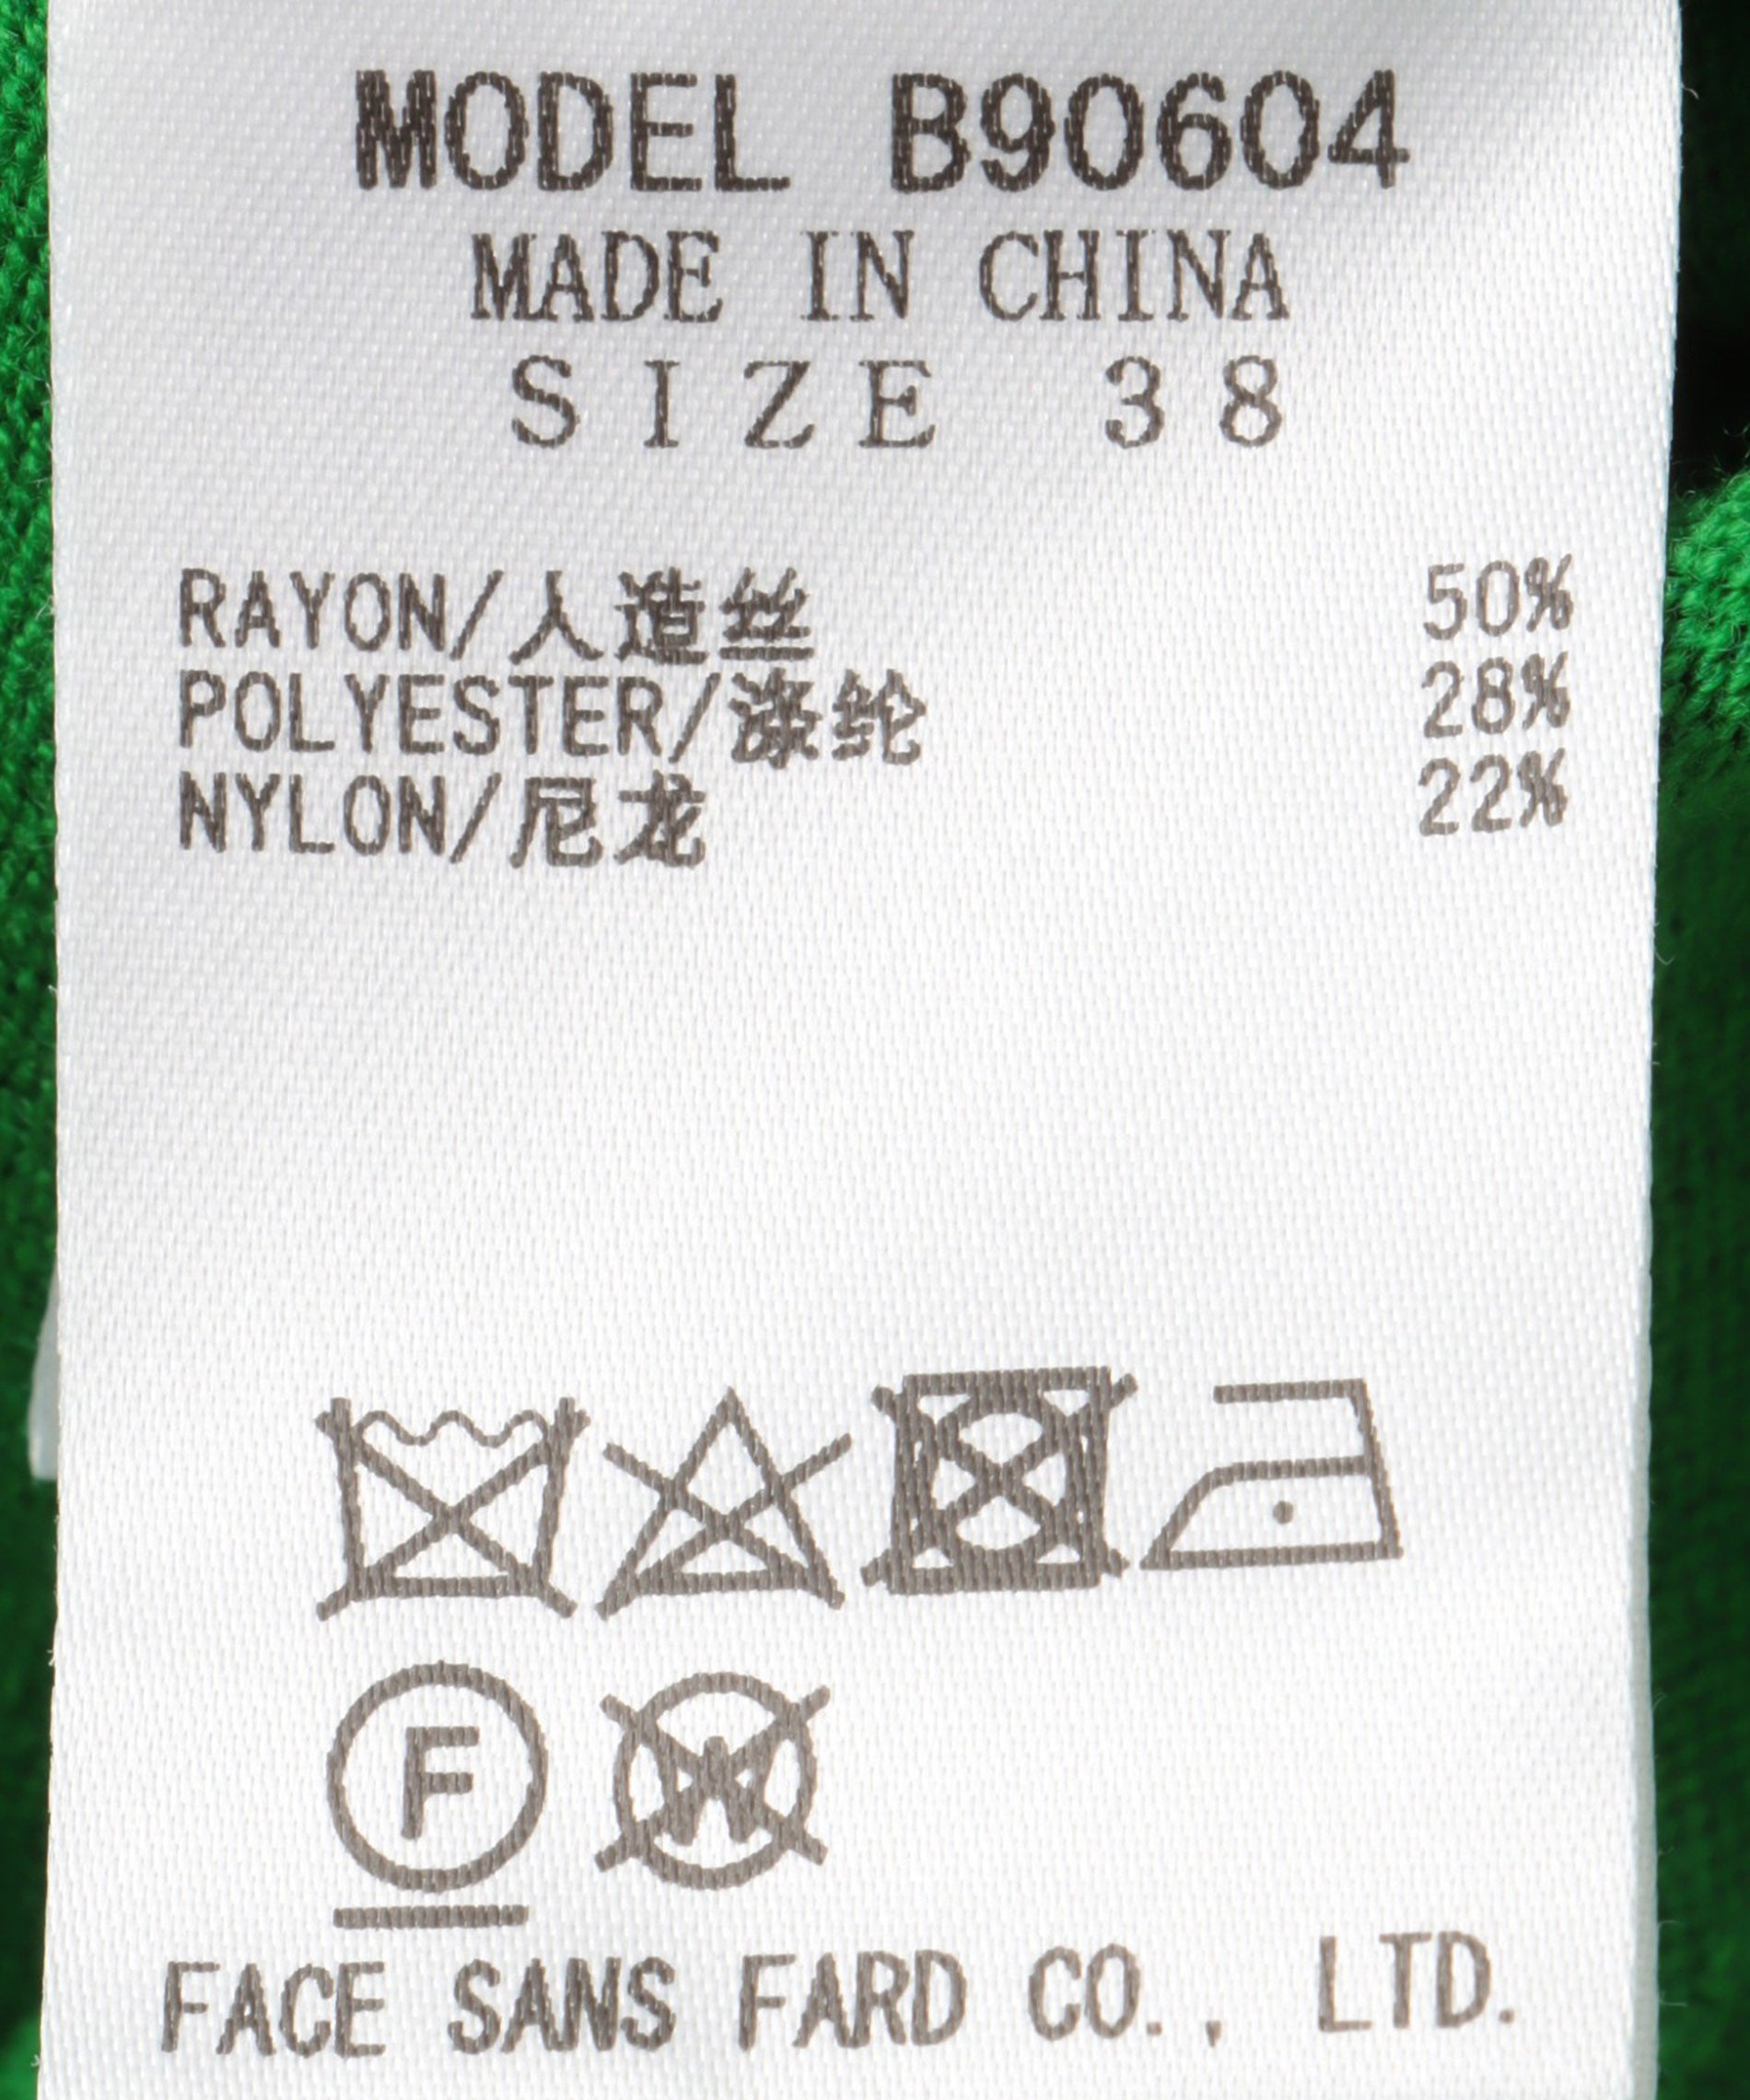 MODEL B90604
MADE IN CHINA
SIZE 38
RAYON/人造丝 50%
POLYESTER/涤纶 28%
NYLON/尼龙 22%
F W
FACE SANS FARD CO., LTD.